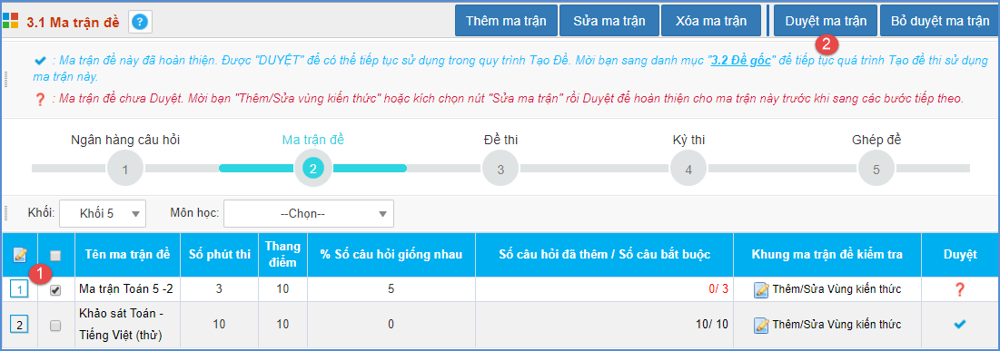 3.1 Ma trận đề ?
Thêm ma trận Sửa ma trận Xóa ma trận Duyệt ma trận Bỏ duyệt ma trận
2
: Ma trận đề này đã hoàn thiện. Được "DUYỆT" để có thể tiếp tục sử dụng trong quy trình Tạo Đề. Mời bạn sang danh mục "3.2 Đề gốc" để tiếp tục quá trình Tạo đề thi sử dụng
ma trận này.
? : Ma trận đề chưa Duyệt. Mời bạn "Thêm/Sửa vùng kiến thức" hoặc kích chọn nút "Sửa ma trận" rồi Duyệt để hoàn thiện cho ma trận này trước khi sang các bước tiếp theo.
Ngân hàng câu hỏi Ma trận đề Đề thi Kỳ thi Ghép đề
1 2 3 4 5
Khối: Khối 5 Môn học: --Chọn--
Tên ma trận đề Số phút thi Thang điểm % Số câu hỏi giống nhau Số câu hỏi đã thêm / Số câu bắt buộc Khung ma trận đề kiểm tra Duyệt
1
1 Ma trận Toán 5 -2 3 10 5 0/ 3 Thêm/Sửa Vùng kiến thức ?
2 Khảo sát Toán - Tiếng Việt (thử) 10 10 0 10/ 10 Thêm/Sửa Vùng kiến thức